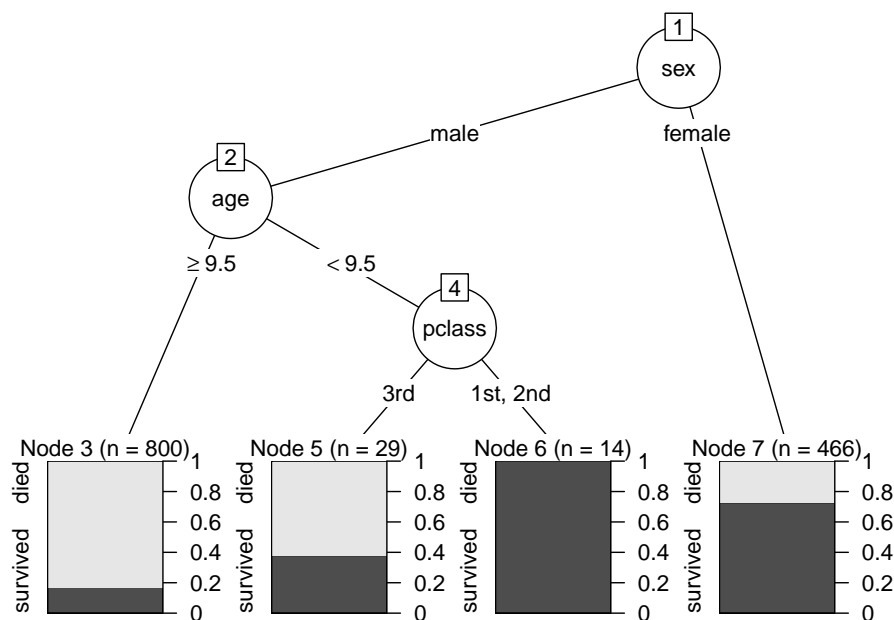 1
sex
male
female
2
age
≥ 9.5
< 9.5
4
pclass
3rd
1st, 2nd
Node 3 (n = 800)
survived died
0
0.2
0.4
0.6
0.8
1
Node 5 (n = 29)
survived died
0
0.2
0.4
0.6
0.8
1
Node 6 (n = 14)
survived died
0
0.2
0.4
0.6
0.8
1
Node 7 (n = 466)
survived died
0
0.2
0.4
0.6
0.8
1